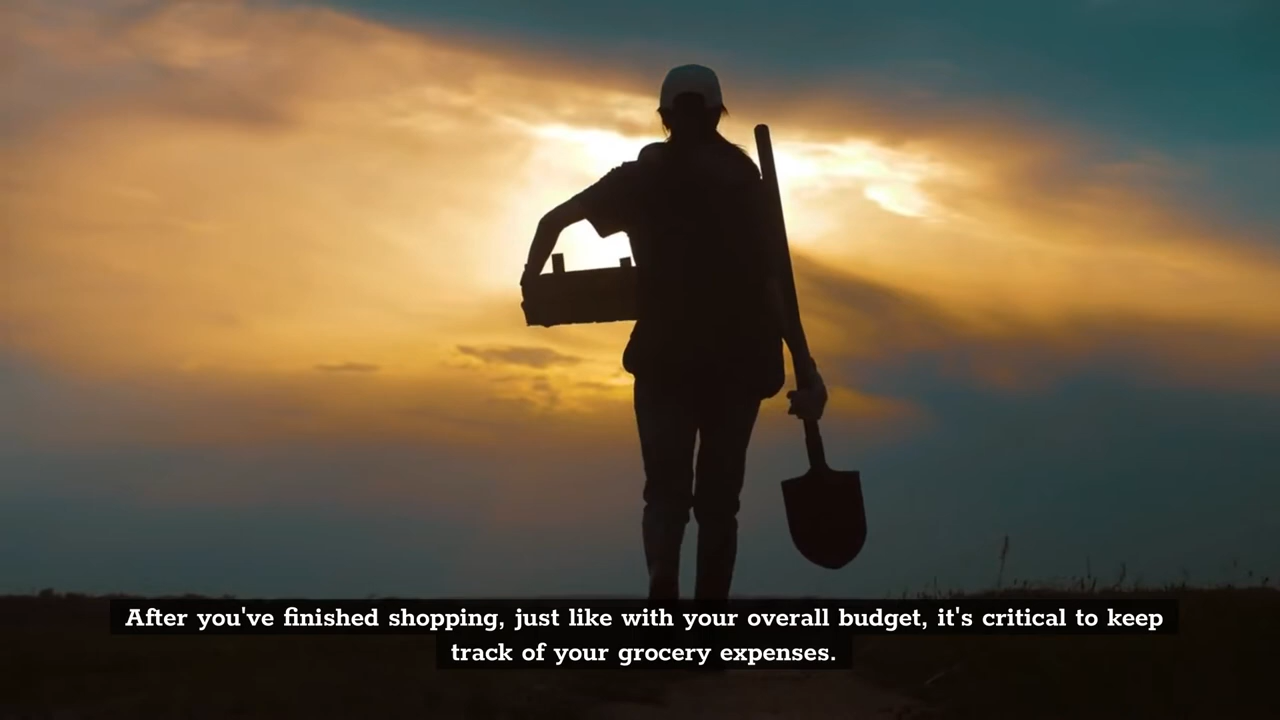 After you've finished shopping, just like with your overall budget, it's critical to keep
track of your grocery expenses.